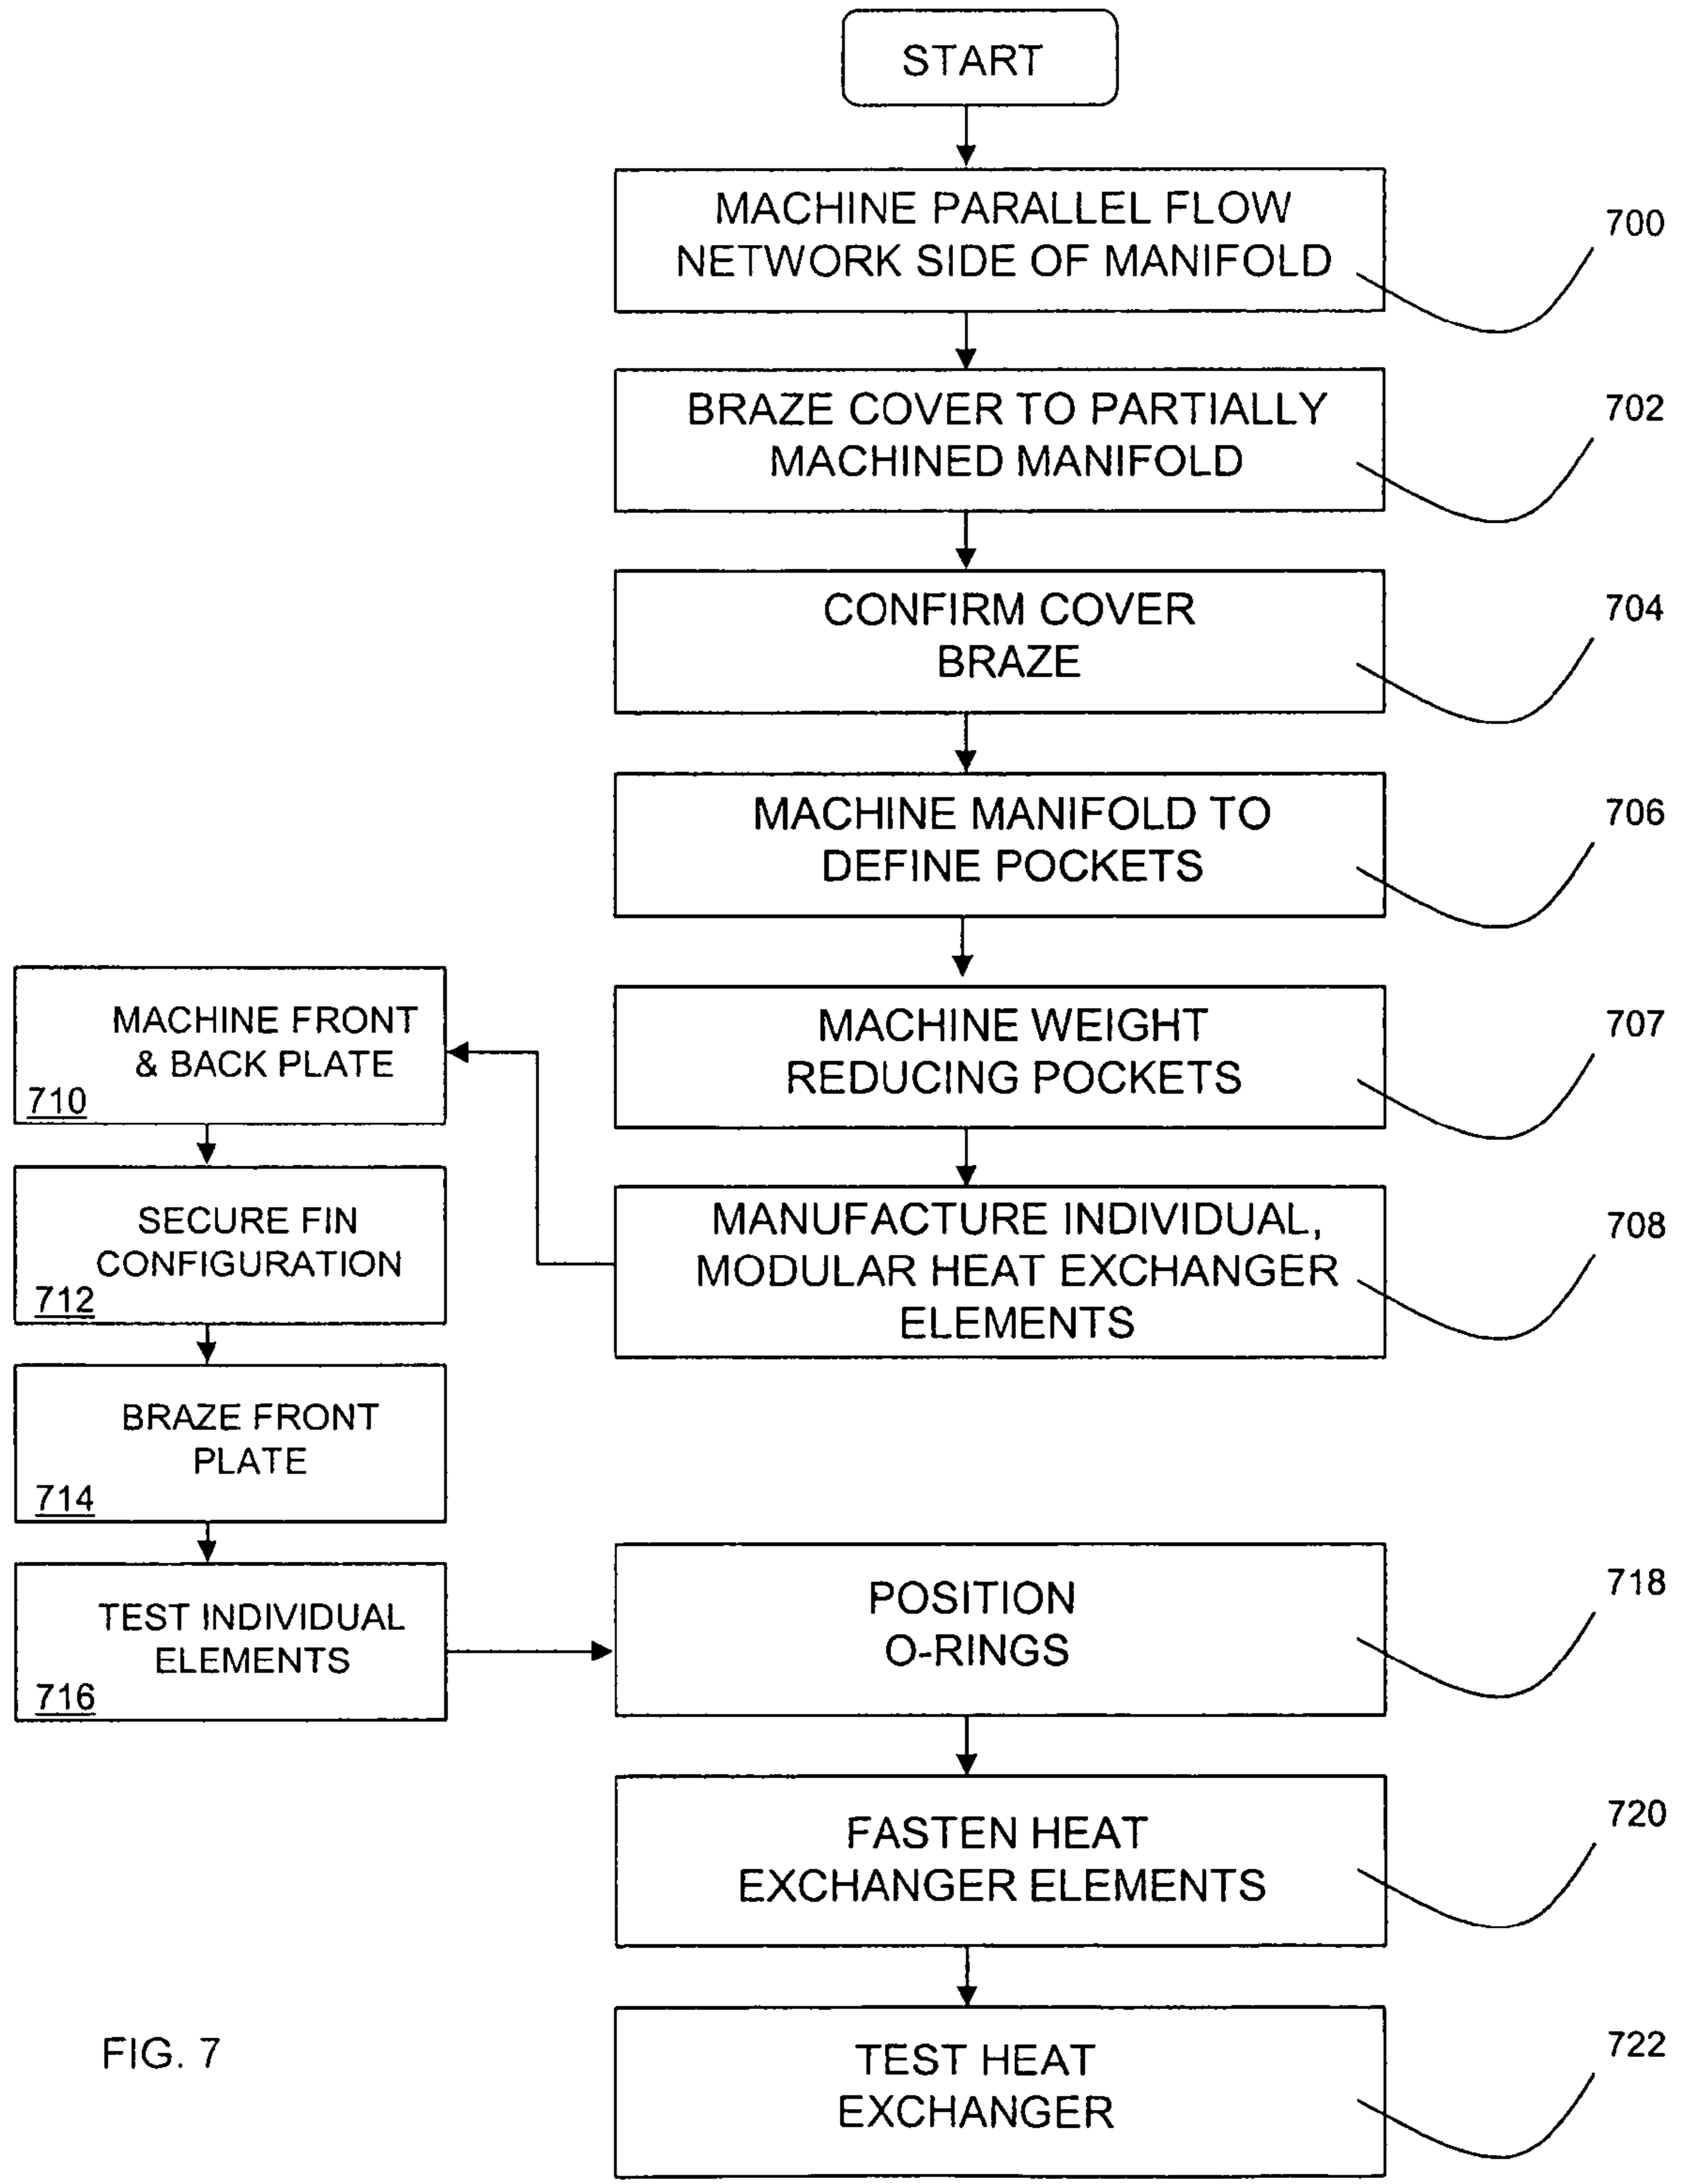 START
MACHINE PARALLEL FLOW
NETWORK SIDE OF MANIFOLD
700
BRAZE COVER TO PARTIALLY
MACHINED MANIFOLD
702
CONFIRM COVER
BRAZE
704
MACHINE MANIFOLD TO
DEFINE POCKETS
706
MACHINE WEIGHT
REDUCING POCKETS
707
MANUFACTURE INDIVIDUAL,
MODULAR HEAT EXCHANGER
ELEMENTS
708
MACHINE FRONT
& BACK PLATE
710
SECURE FIN
CONFIGURATION
712
BRAZE FRONT
PLATE
714
TEST INDIVIDUAL
ELEMENTS
716
POSITION
O-RINGS
718
FASTEN HEAT
EXCHANGER ELEMENTS
720
TEST HEAT
EXCHANGER
722
FIG. 7